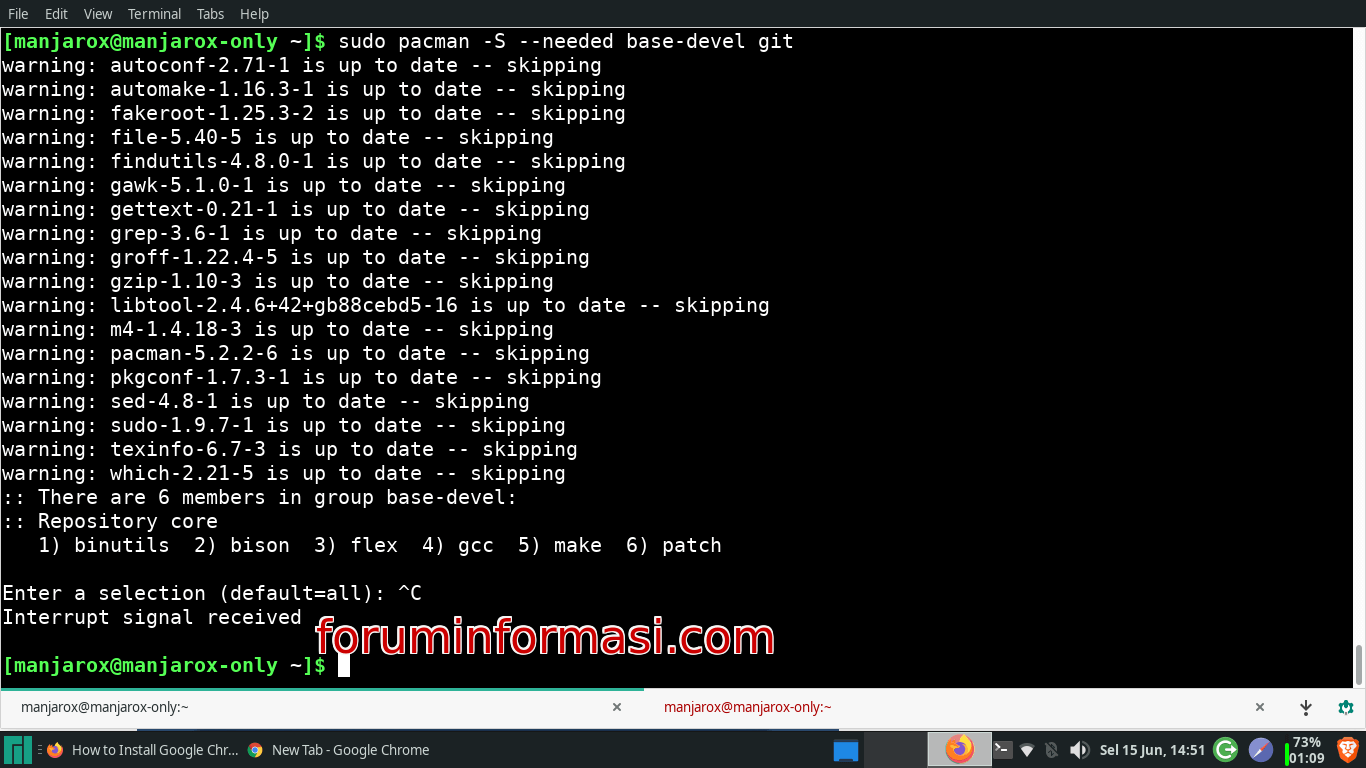 File Edit View Terminal Tabs Help
[manjarox@manjarox-only ~]$ sudo pacman -S --needed base-devel git
warning: autoconf-2.71-1 is up to date -- skipping
warning: automake-1.16.3-1 is up to date -- skipping
warning: fakeroot-1.25.3-2 is up to date -- skipping
warning: file-5.40-5 is up to date -- skipping
warning: findutils-4.8.0-1 is up to date -- skipping
warning: gawk-5.1.0-1 is up to date -- skipping
warning: gettext-0.21-1 is up to date -- skipping
warning: grep-3.6-1 is up to date -- skipping
warning: groff-1.22.4-5 is up to date -- skipping
warning: gzip-1.10-3 is up to date -- skipping
warning: libtool-2.4.6+42+gb88cebd5-16 is up to date -- skipping
warning: m4-1.4.18-3 is up to date -- skipping
warning: pacman-5.2.2-6 is up to date -- skipping
warning: pkgconf-1.7.3-1 is up to date -- skipping
warning: sed-4.8-1 is up to date -- skipping
warning: sudo-1.9.7-1 is up to date -- skipping
warning: texinfo-6.7-3 is up to date -- skipping
warning: which-2.21-5 is up to date -- skipping
:: There are 6 members in group base-devel:
:: Repository core
   1) binutils  2) bison  3) flex  4) gcc  5) make  6) patch
Enter a selection (default=all): ^C
Interrupt signal received
foruminformasi.com
[manjarox@manjarox-only ~]$
manjarox@manjarox-only:~ manjarox@manjarox-only:~
How to Install Google Chr... New Tab - Google Chrome Sel 15 Jun, 14:51 73%
01:09